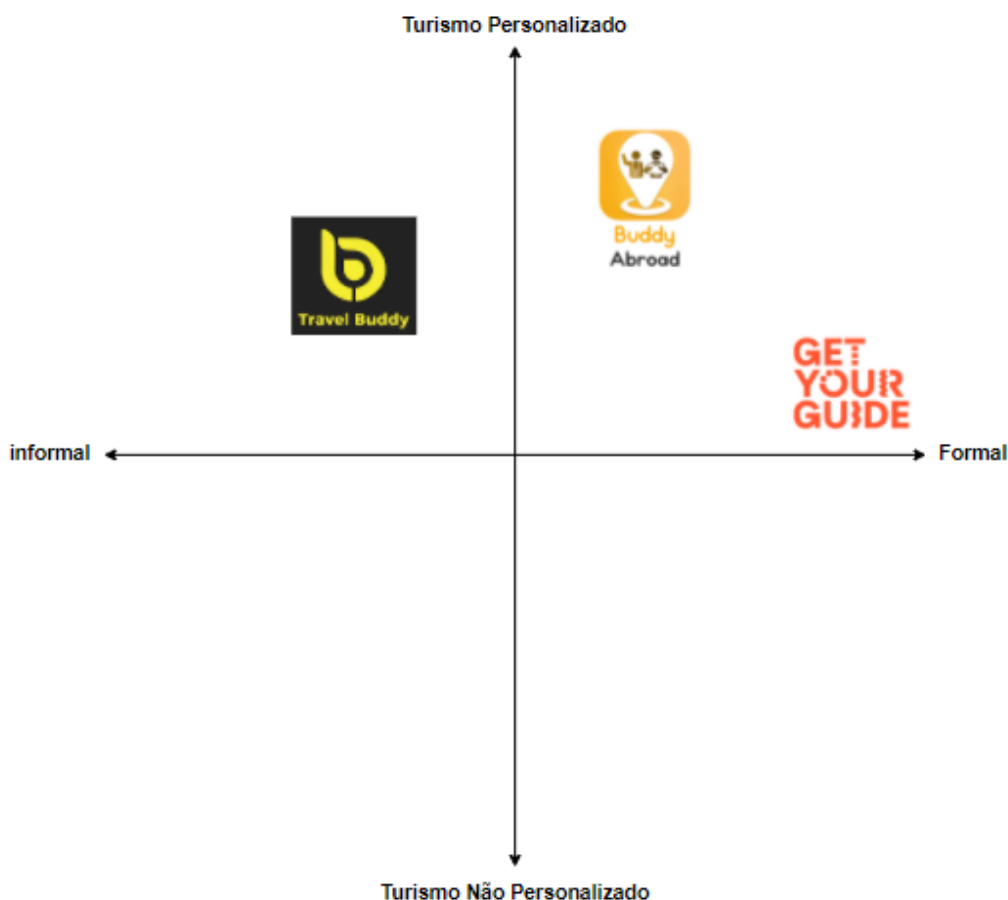 Turismo Personalizado
Buddy
Abroad
Travel Buddy
GET
YOUR
GUIDE
informal
Formal
Turismo Não Personalizado